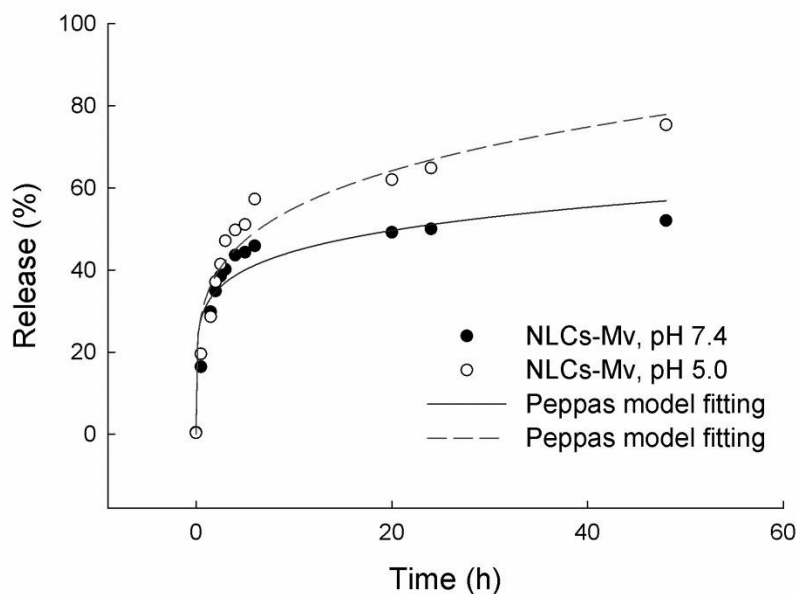 100
80
60
40
20
0
Release (%)
NLCs-Mv, pH 7.4
NLCs-Mv, pH 5.0
Peppas model fitting
Peppas model fitting
0 20 40 60
Time (h)